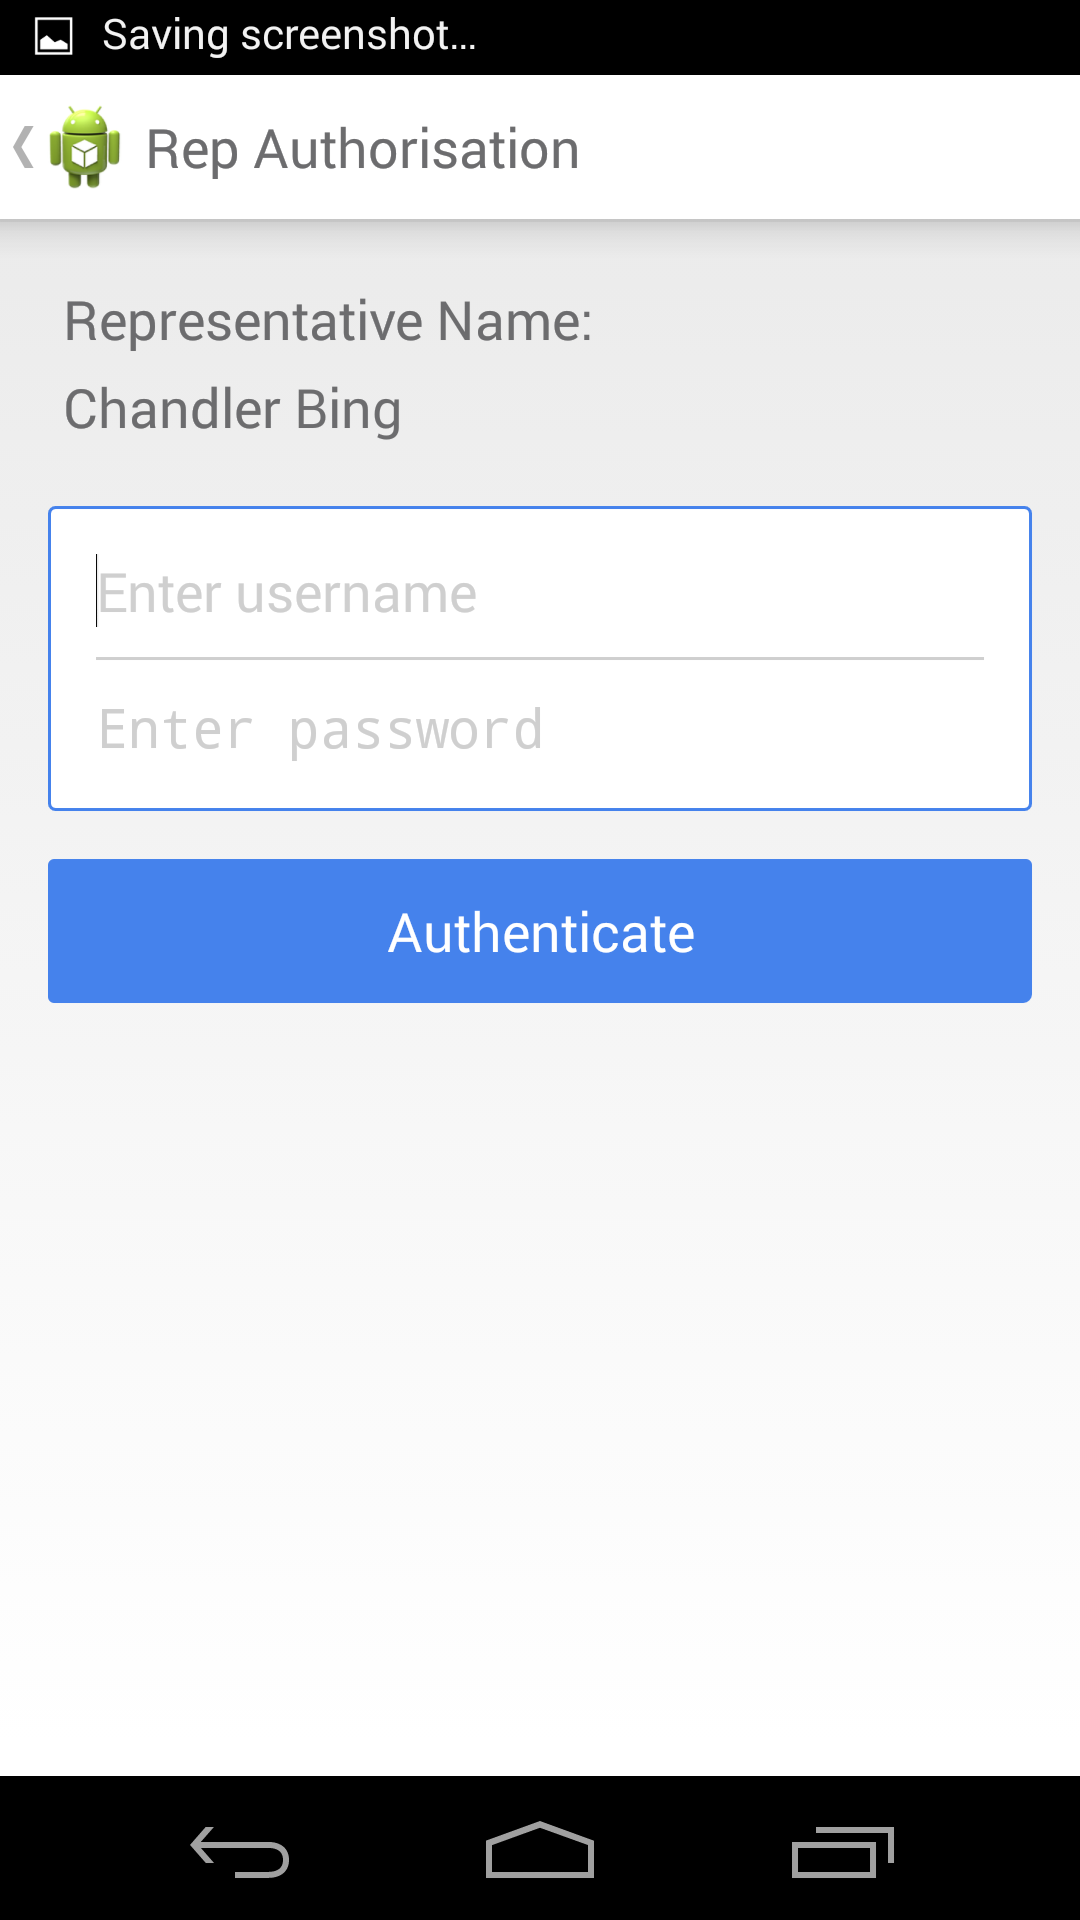 Saving screenshot...
Rep Authorisation
Representative Name:
Chandler Bing
Enter username
Enter password
Authenticate